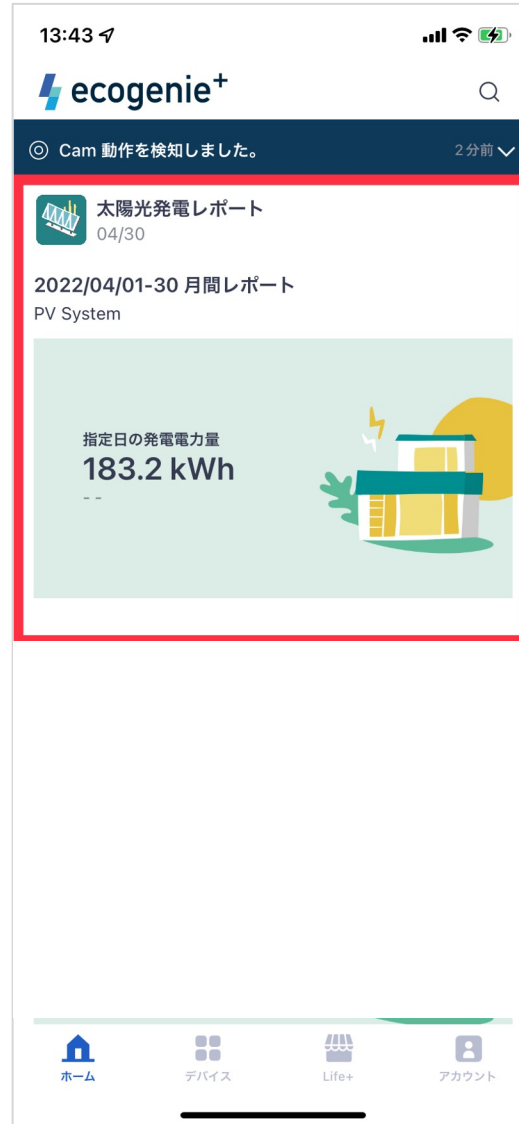 13:43
ecogenie+
Cam 動作を検知しました。 2分前
太陽光発電レポート
04/30
2022/04/01-30 月間レポート
PV System
指定日の発電電力量
183.2 kWh
- -
ホーム デバイス Life+ アカウント